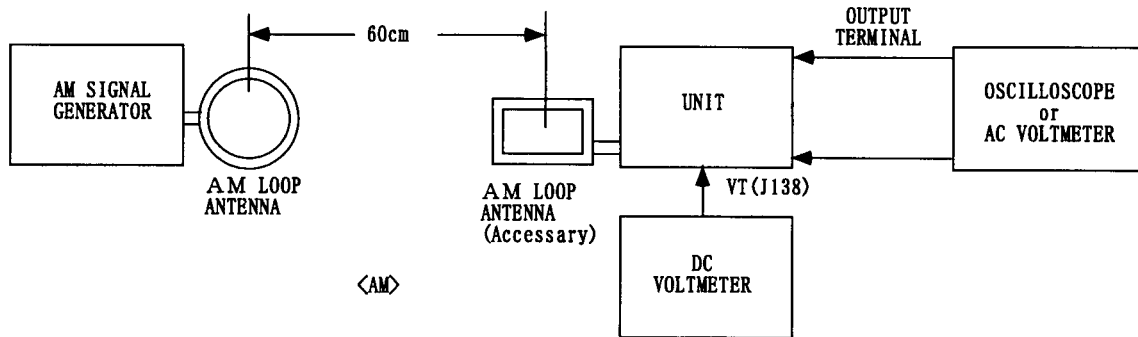 60cm
OUTPUT
TERMINAL
AM SIGNAL
GENERATOR
UNIT
OSCILLOSCOPE
or
AC VOLTMETER
AM LOOP
ANTENNA
AM LOOP
ANTENNA
(Accessary)
VT(J138)
DC
VOLTMETER
<AM>